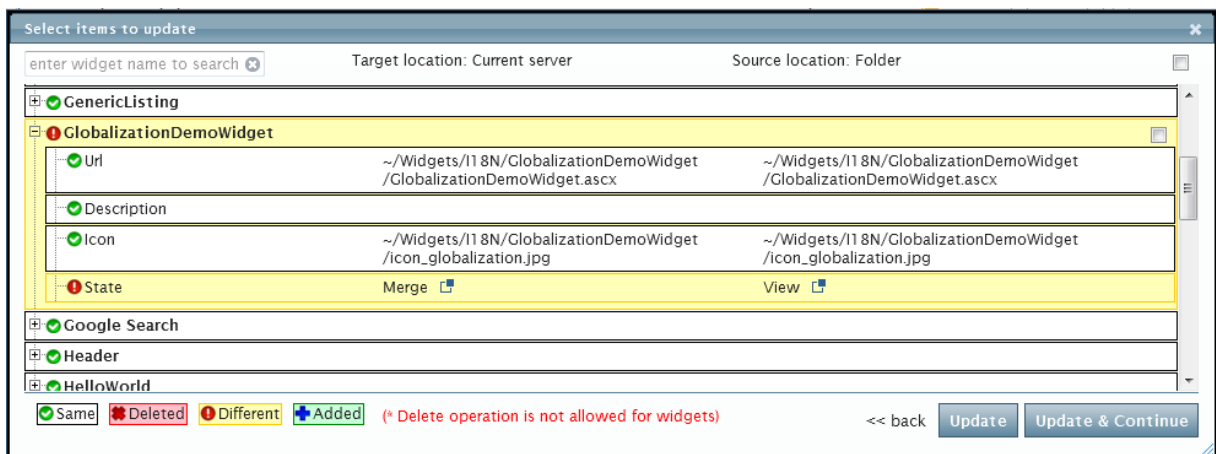 Select items to update
enter widget name to search
Target location: Current server
Source location: Folder
GenericListing
GlobalizationDemoWidget
Url
~/Widgets/I18N/GlobalizationDemoWidget
/GlobalizationDemoWidget.ascx
~/Widgets/I18N/GlobalizationDemoWidget
/GlobalizationDemoWidget.ascx
Description
Icon
~/Widgets/I18N/GlobalizationDemoWidget
/icon_globalization.jpg
~/Widgets/I18N/GlobalizationDemoWidget
/icon_globalization.jpg
State
Merge
View
Google Search
Header
HelloWorld
Same
Deleted
Different
Added
(* Delete operation is not allowed for widgets)
<< back
Update
Update & Continue